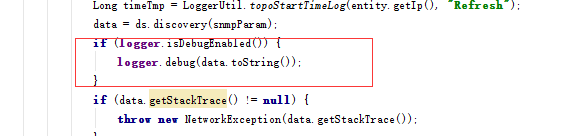 Long timeTmp = LoggerUtil.topoStartTimeLog(entity.getIp(), "Refresh");
data = ds.discovery(snmpParam);
if (logger.isDebugEnabled()) {
logger.debug(data.toString());
}
if (data.getStackTrace() != null) {
throw new NetworkException(data.getStackTrace());
}